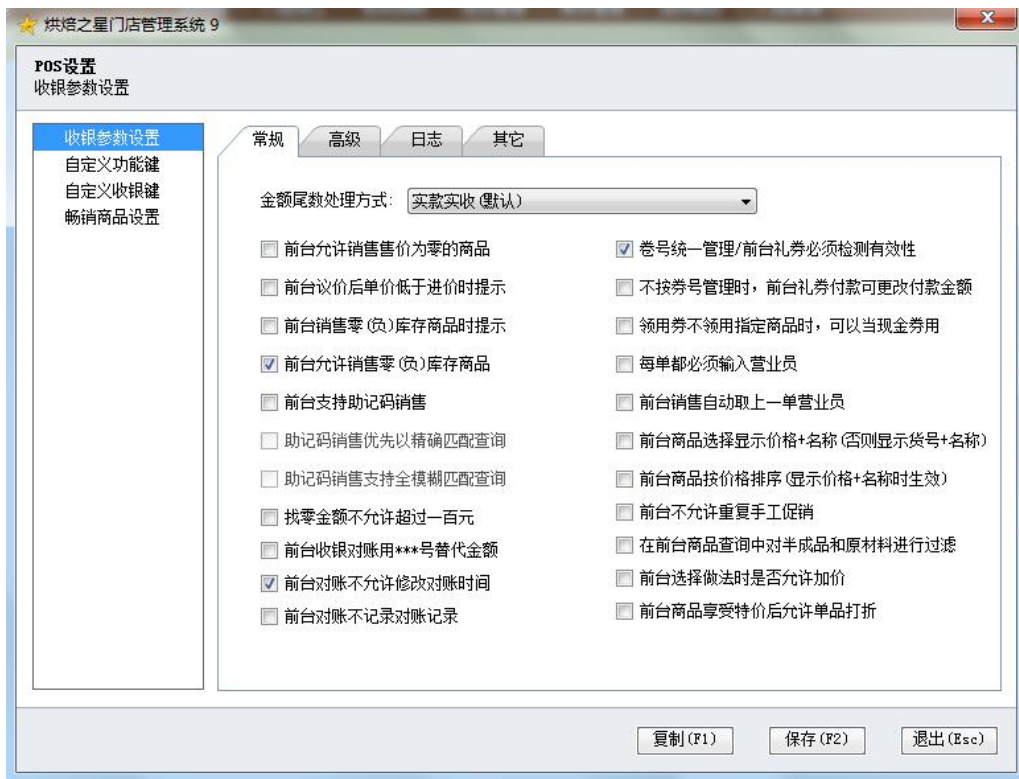 烘焙之星门店管理系统 9
POS设置
收银参数设置
收银参数设置
自定义功能键
自定义收银键
畅销商品设置
常规
高级
日志
其它
金额尾数处理方式:
实款实收(默认)
前台允许销售售价为零的商品
前台议价后单价低于进价时提示
前台销售零(负)库存商品时提示
前台允许销售零(负)库存商品
前台支持助记码销售
助记码销售优先以精确匹配查询
助记码销售支持全模糊匹配查询
找零金额不允许超过一百元
前台收银对账用***号替代金额
前台对账不允许修改对账时间
前台对账不记录对账记录
卷号统一管理/前台礼券必须检测有效性
不按券号管理时，前台礼券付款可更改付款金额
领用券不领用指定商品时，可以当现金券用
每单都必须输入营业员
前台销售自动取上一单营业员
前台商品选择显示价格+名称(否则显示货号+名称)
前台商品按价格排序(显示价格+名称时生效)
前台不允许重复手工促销
在前台商品查询中对半成品和原材料进行过滤
前台选择做法时是否允许加价
前台商品享受特价后允许单品打折
复制(F1)
保存(F2)
退出(Esc)